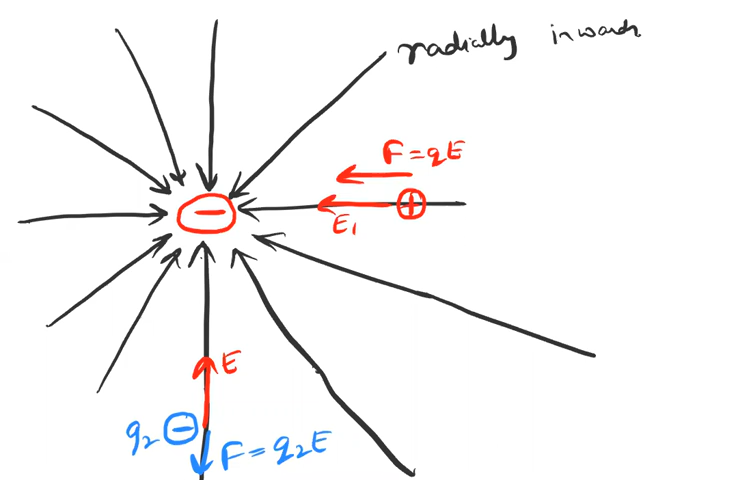 radially inwards
F = qE
E₁
+
−
E
q₂ −
F = q₂E